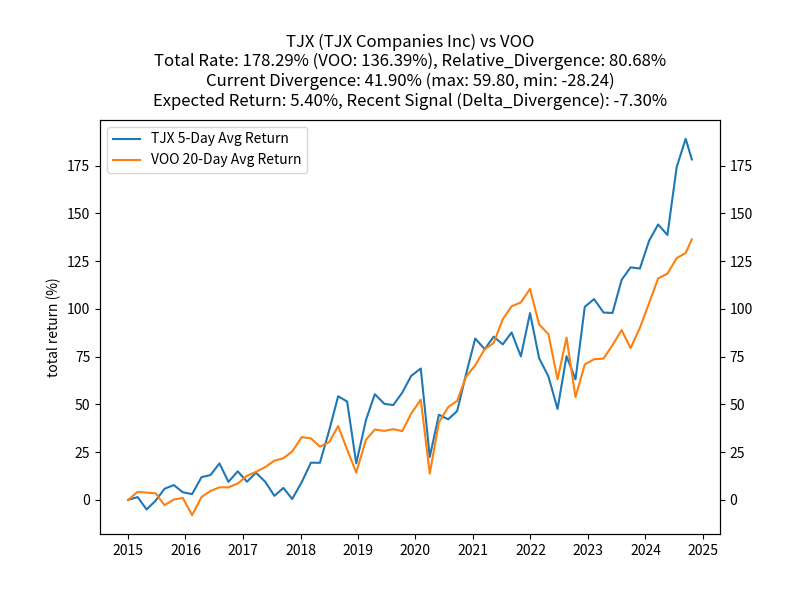 TJX (TJX Companies Inc) vs VOO
Total Rate: 178.29% (VOO: 136.39%), Relative_Divergence: 80.68%
Current Divergence: 41.90% (max: 59.80, min: -28.24)
Expected Return: 5.40%, Recent Signal (Delta_Divergence): -7.30%
TJX 5-Day Avg Return
VOO 20-Day Avg Return
175 175
150 150
125 125
100 100
75 75
50 50
25 25
0 0
total return (%)
2015 2016 2017 2018 2019 2020 2021 2022 2023 2024 2025